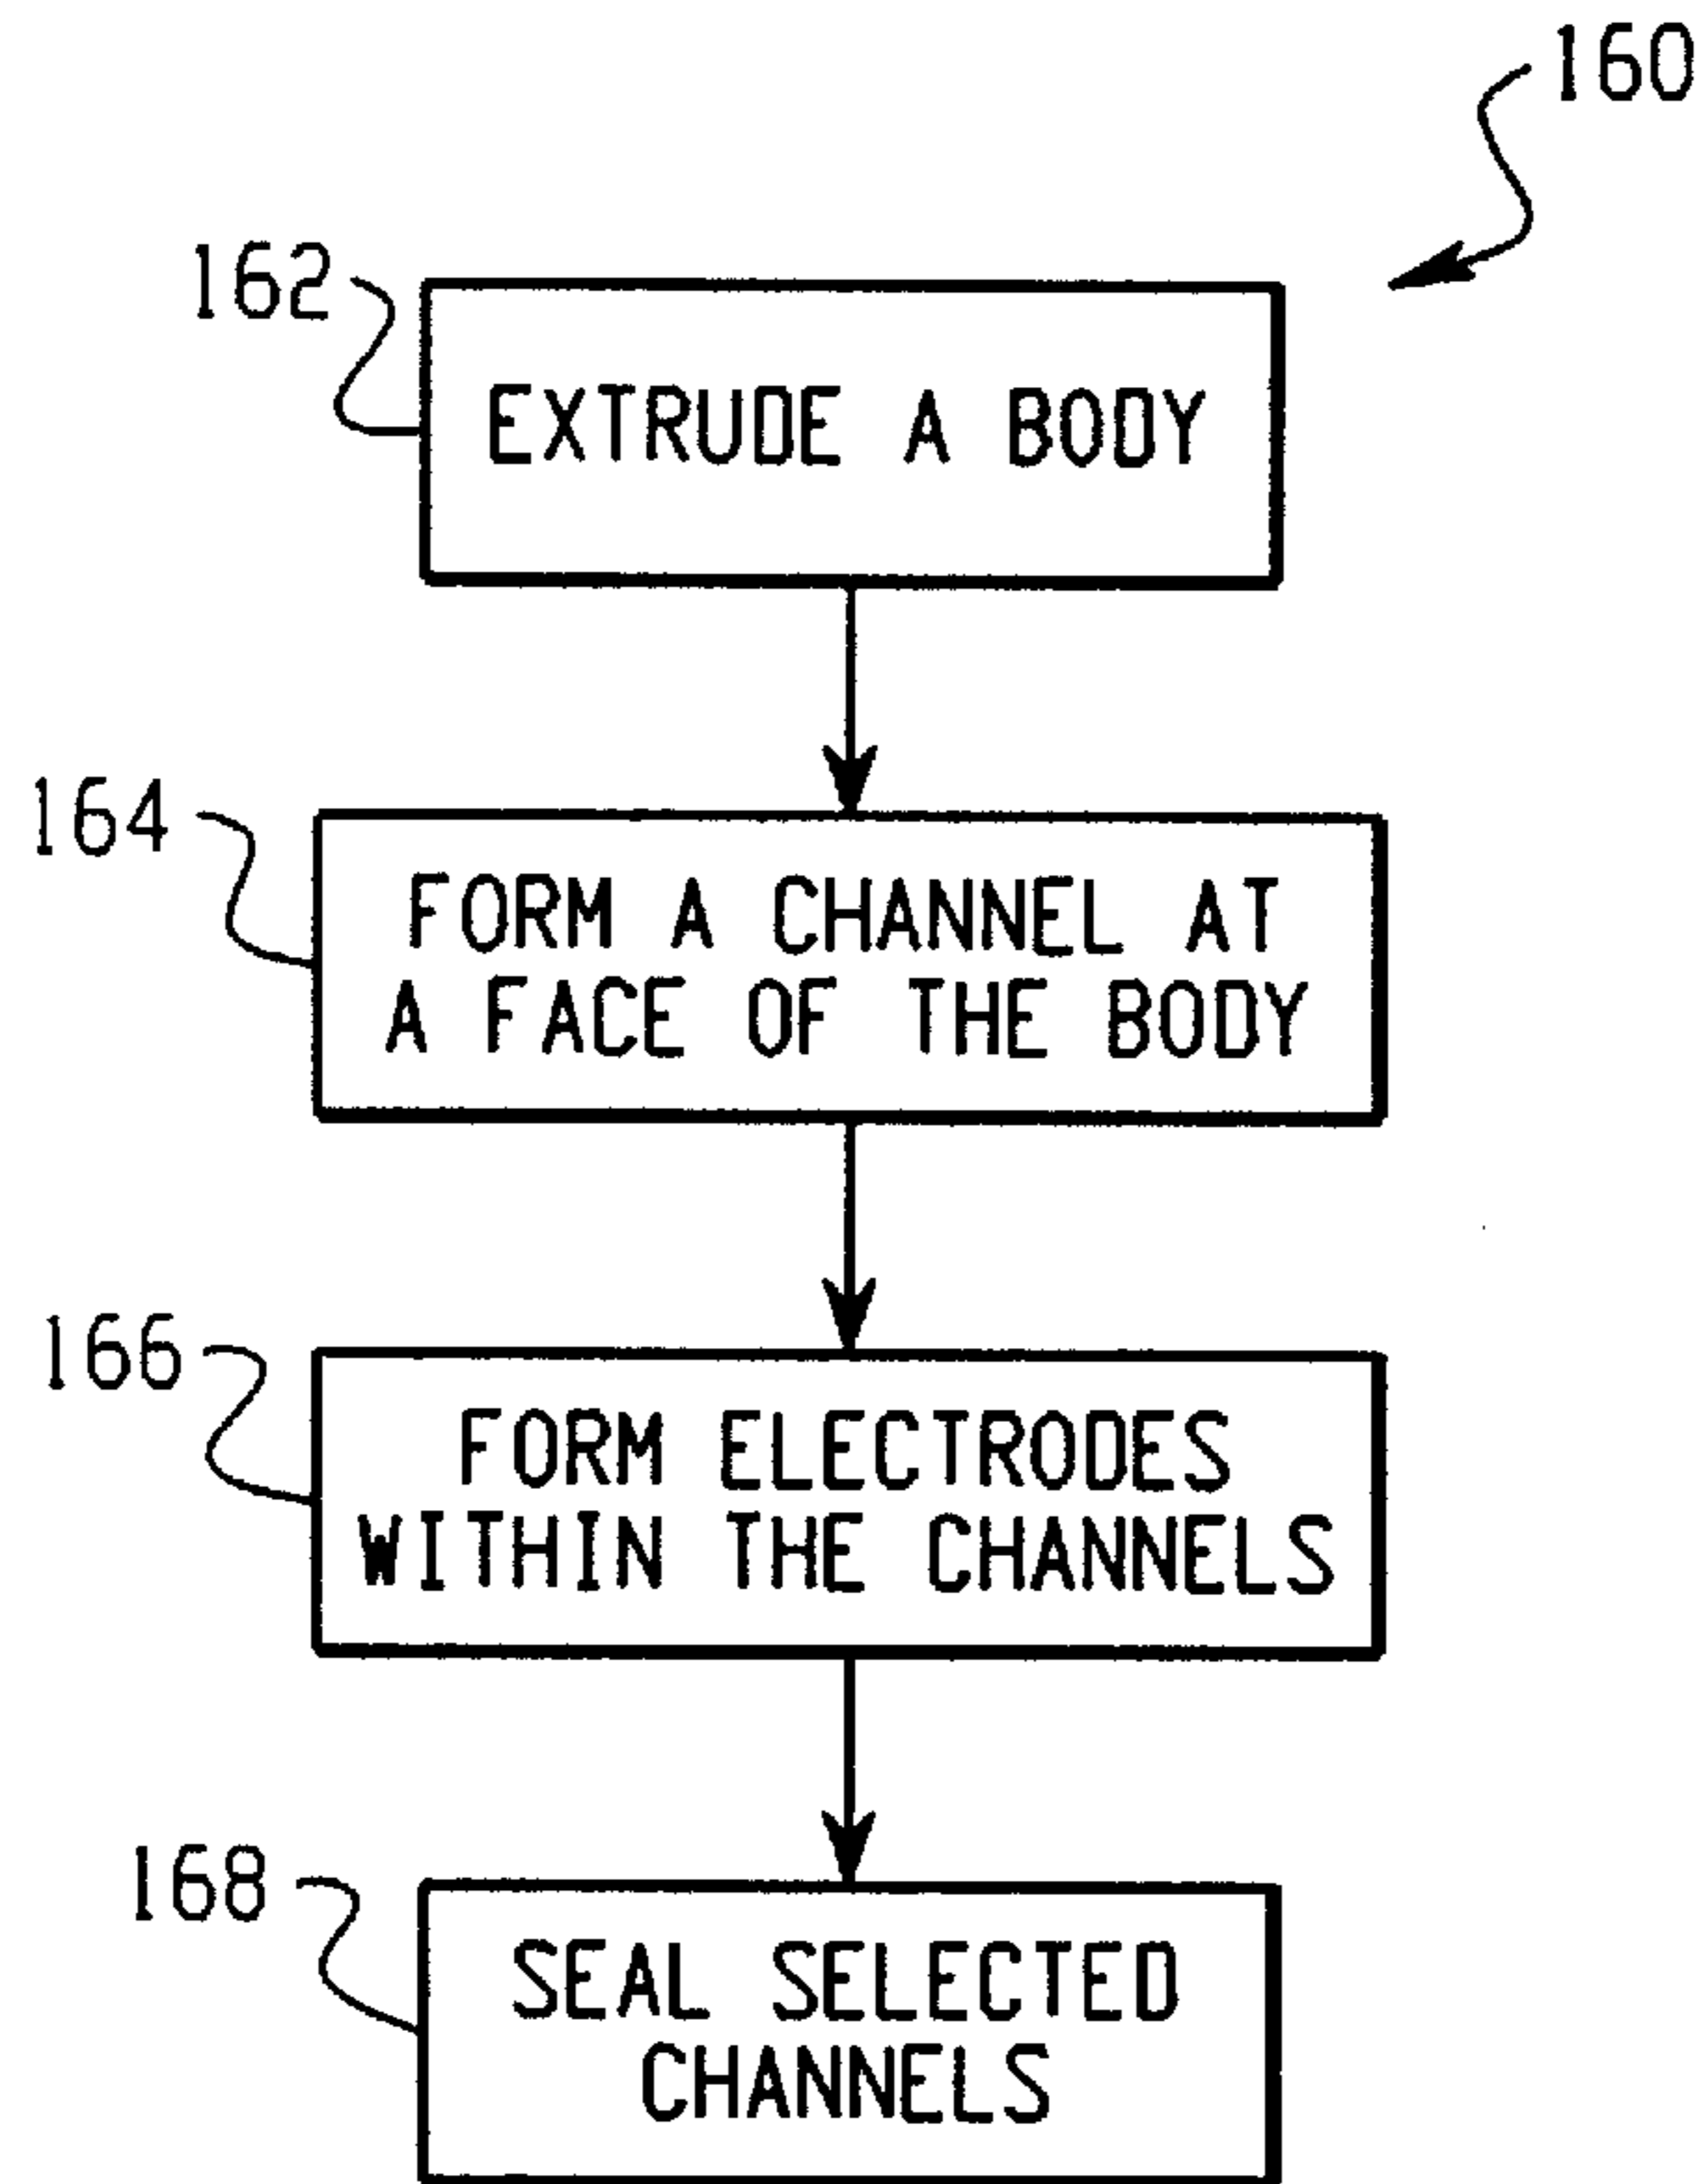 160
162
EXTRUDE A BODY
164
FORM A CHANNEL AT
A FACE OF THE BODY
166
FORM ELECTRODES
WITHIN THE CHANNELS
168
SEAL SELECTED
CHANNELS